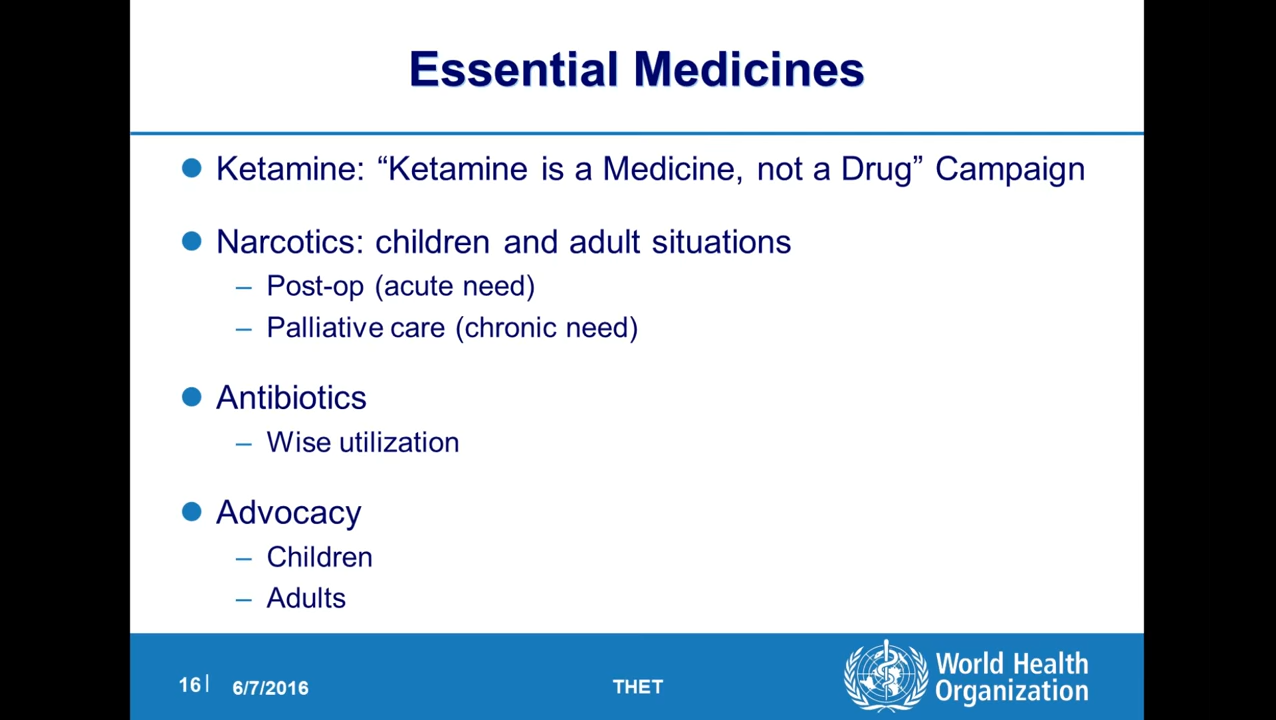 Essential Medicines
Ketamine: “Ketamine is a Medicine, not a Drug” Campaign
Narcotics: children and adult situations
– Post-op (acute need)
– Palliative care (chronic need)
Antibiotics
– Wise utilization
Advocacy
– Children
– Adults
16| 6/7/2016 THET
World Health
Organization